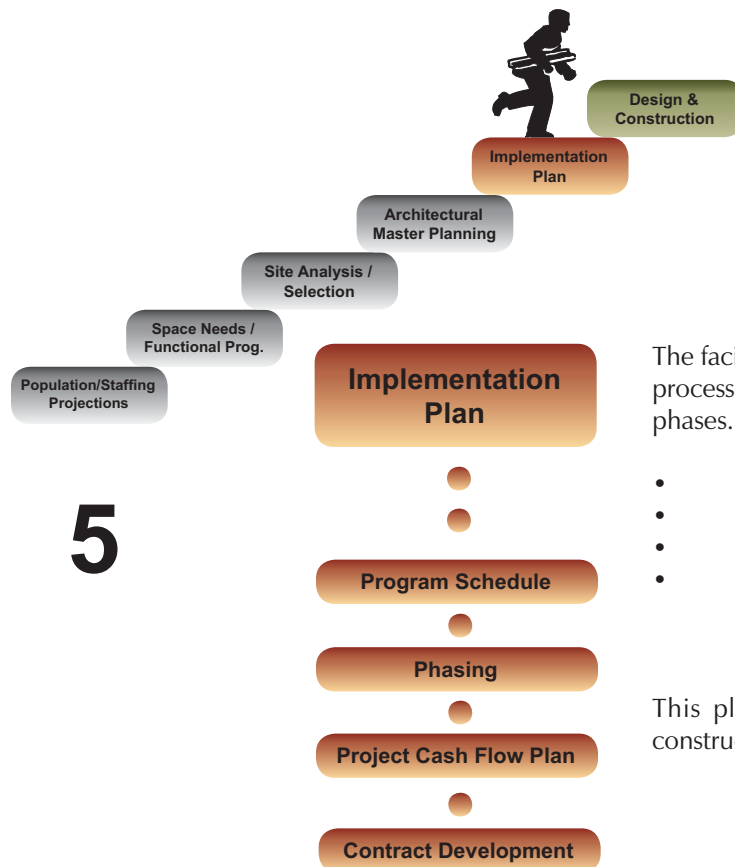 Design &
Construction
Implementation
Plan
Architectural
Master Planning
Site Analysis /
Selection
Space Needs /
Functional Prog.
Population/Staffing
Projections
5
Implementation
Plan
Program Schedule
Phasing
Project Cash Flow Plan
Contract Development
The faci
process
phases.
•
•
•
•
This pl
construc